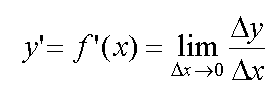 y'= f'(x) = lim Δx→0 Δy/Δx